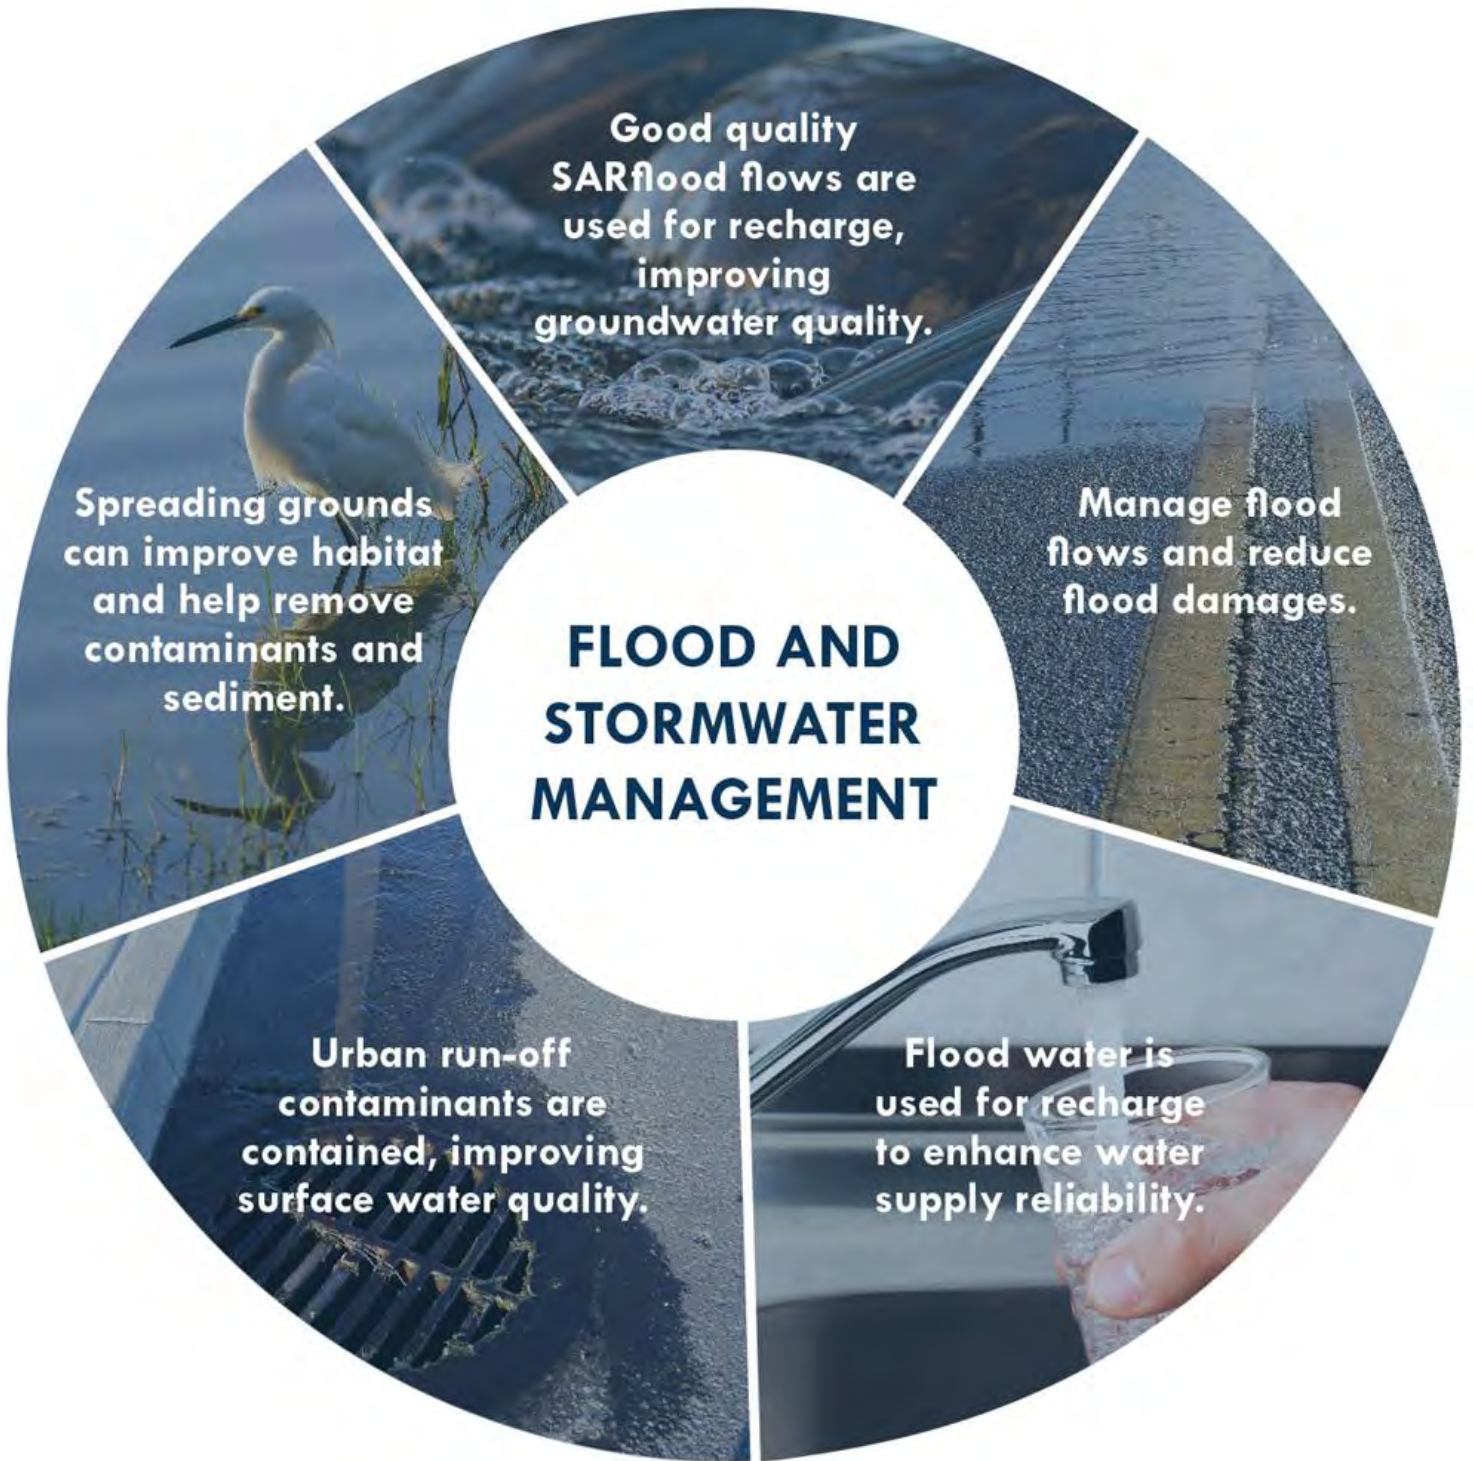 Good quality
SARflood flows are
used for recharge,
improving
groundwater quality.
Manage flood
flows and reduce
flood damages.
Flood water is
used for recharge
to enhance water
supply reliability.
Urban run-off
contaminants are
contained, improving
surface water quality.
Spreading grounds
can improve habitat
and help remove
contaminants and
sediment.
FLOOD AND
STORMWATER
MANAGEMENT